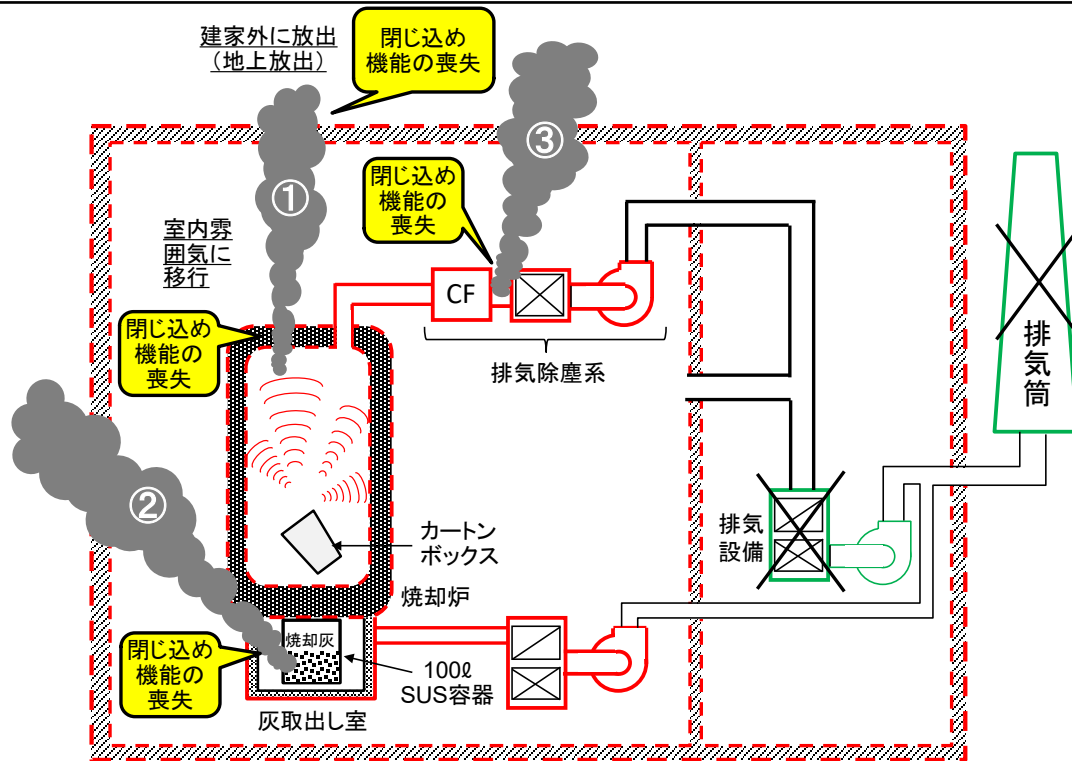 建家外に放出
（地上放出）
閉じ込め
機能の喪失
③
閉じ込め
機能の
喪失
①
室内雰
囲気に
移行
CF
閉じ込め
機能の
喪失
排気除塵系
排
気
筒
②
排気
設備
カートン
ボックス
焼却炉
焼却灰
閉じ込め
機能の
喪失
100ℓ
SUS容器
灰取出し室